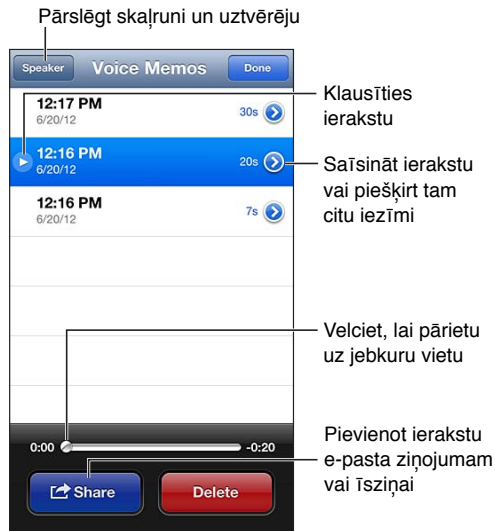 Pārslēgt skaļruni un uztvērēju
Speaker
Voice Memos
Done
12:17 PM
6/20/12
30s
Klausīties
ierakstu
12:16 PM
6/20/12
20s
Saīsināt ierakstu
vai piešķirt tam
citu iezīmi
12:16 PM
6/20/12
7s
Velciet, lai pārietu
uz jebkuru vietu
0:00
-0:20
Pievienot ierakstu
e-pasta ziņojumam
vai īsziņai
Share
Delete